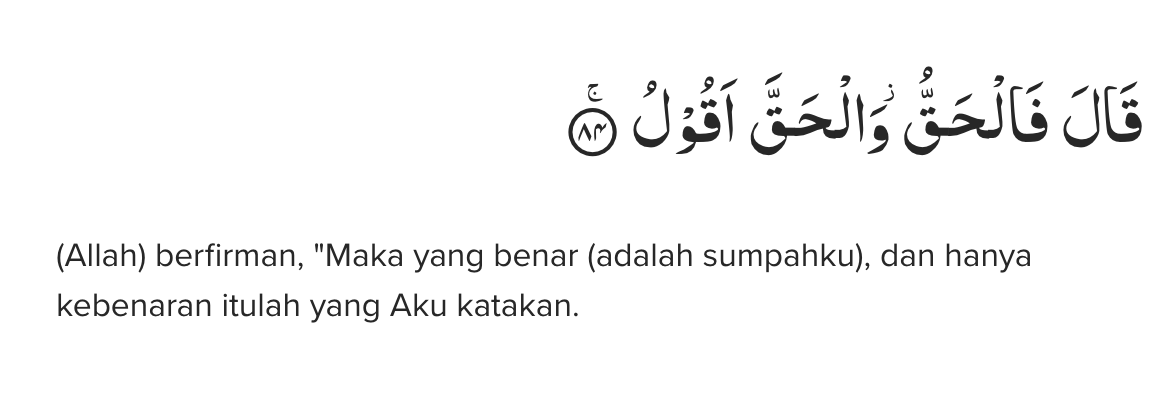 قَالَ فَالْحَقُّۖ وَالْحَقَّ اَقُوْلُۚ ٨٤
(Allah) berfirman, "Maka yang benar (adalah sumpahku), dan hanya
kebenaran itulah yang Aku katakan.